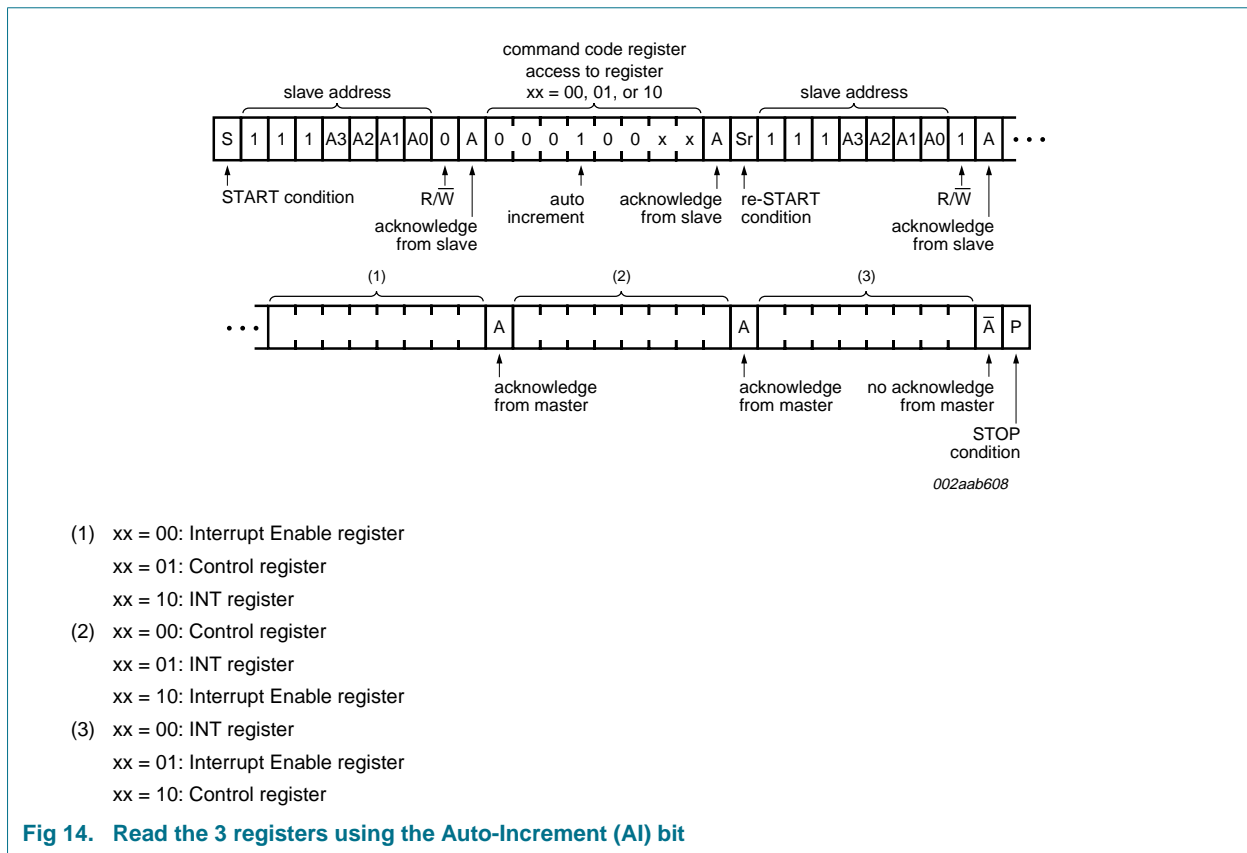 command code register
access to register
xx = 00, 01, or 10
slave address
slave address
S 1 1 1 A3 A2 A1 A0 0 A 0 0 0 1 0 0 x x A Sr 1 1 1 A3 A2 A1 A0 1 A • • •
START condition
R/W̅
acknowledge
from slave
auto
increment
acknowledge
from slave
re-START
condition
R/W̅
acknowledge
from slave
(1)
(2)
(3)
• • • A A A̅ P
acknowledge
from master
acknowledge
from master
no acknowledge
from master
STOP
condition
002aab608
(1) xx = 00: Interrupt Enable register
xx = 01: Control register
xx = 10: INT register
(2) xx = 00: Control register
xx = 01: INT register
xx = 10: Interrupt Enable register
(3) xx = 00: INT register
xx = 01: Interrupt Enable register
xx = 10: Control register
Fig 14. Read the 3 registers using the Auto-Increment (AI) bit